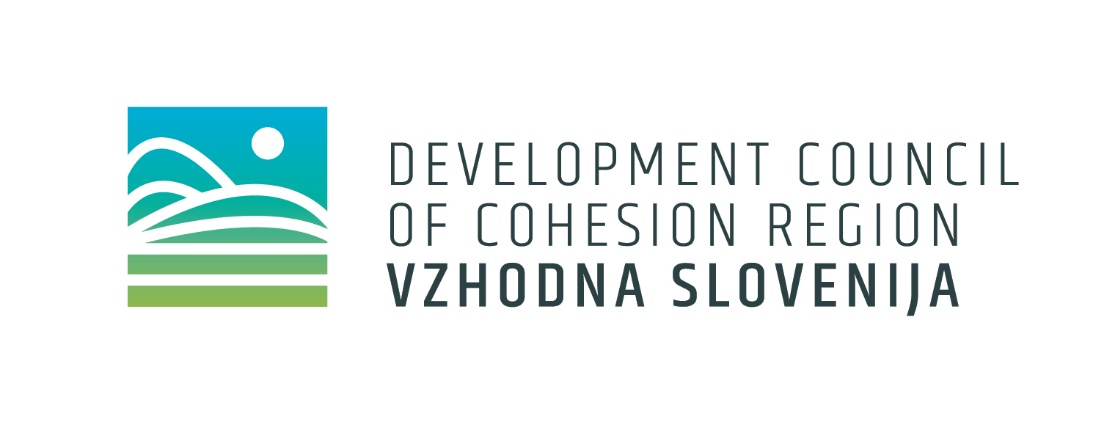 DEVELOPMENT COUNCIL
OF COHESION REGION
VZHODNA SLOVENIJA